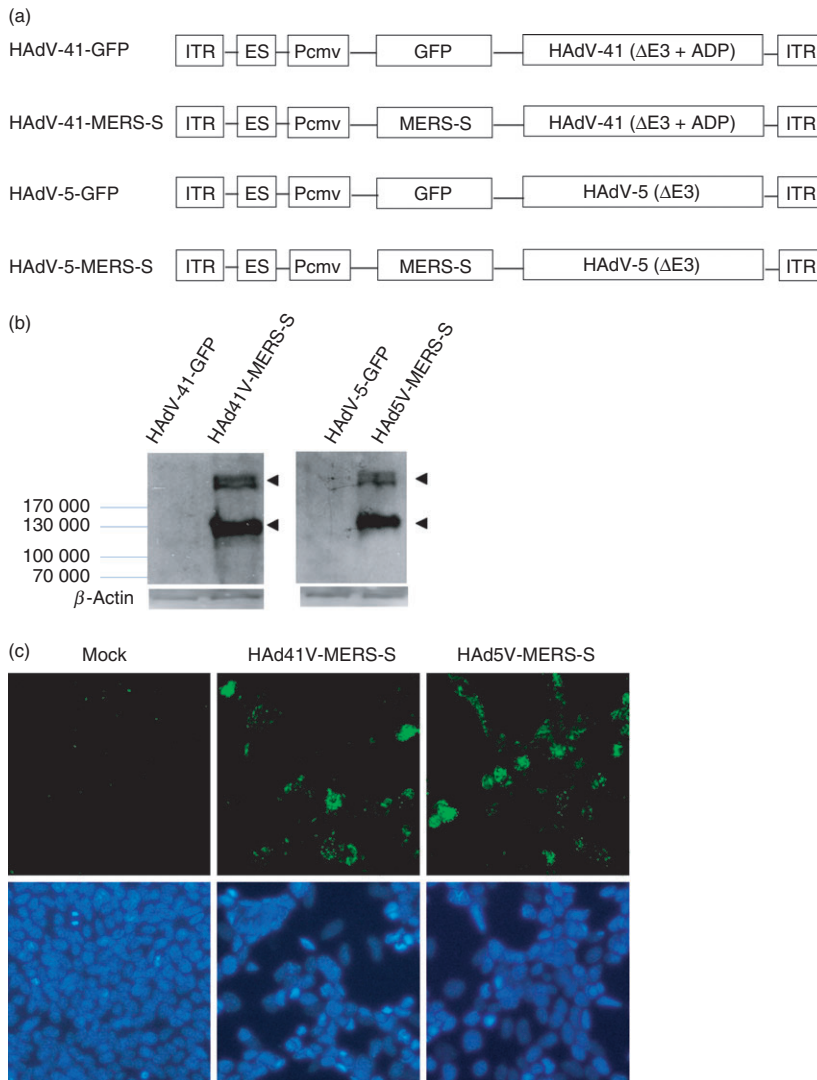 (a)
HAdV-41-GFP ITR ES Pcmv GFP HAdV-41 (ΔE3 + ADP) ITR
HAdV-41-MERS-S ITR ES Pcmv MERS-S HAdV-41 (ΔE3 + ADP) ITR
HAdV-5-GFP ITR ES Pcmv GFP HAdV-5 (ΔE3) ITR
HAdV-5-MERS-S ITR ES Pcmv MERS-S HAdV-5 (ΔE3) ITR
(b)
HAdV-41-GFP HAd41V-MERS-S HAdV-5-GFP HAd5V-MERS-S
170 000
130 000
100 000
70 000
β-Actin
(c)
Mock HAd41V-MERS-S HAd5V-MERS-S